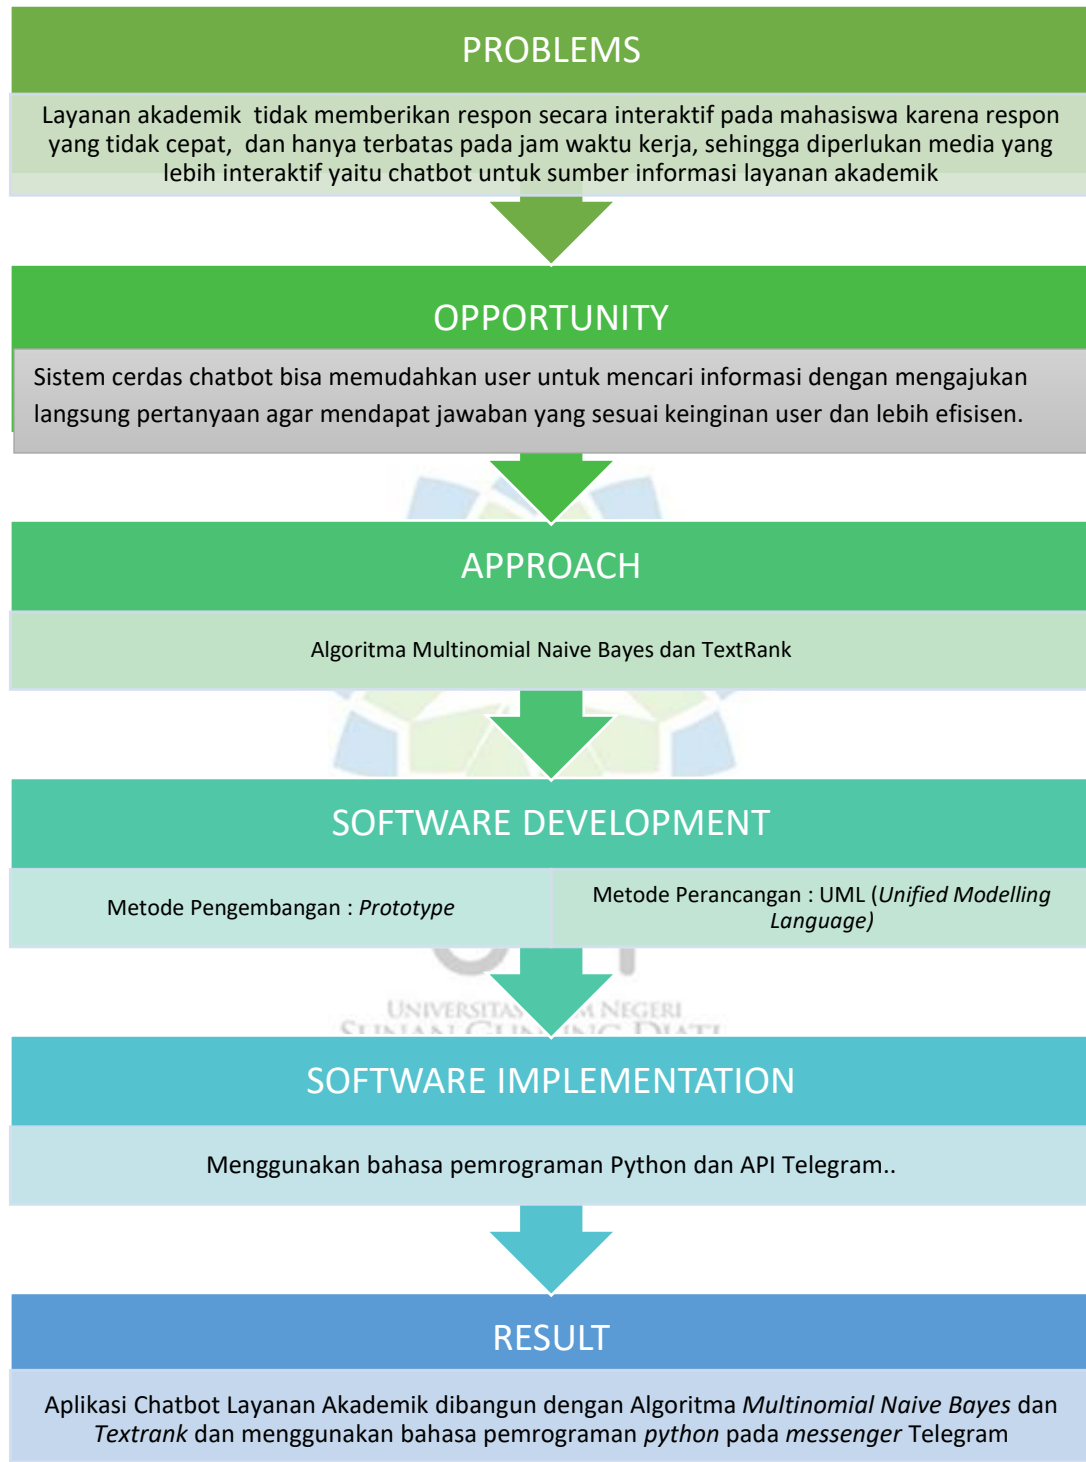 PROBLEMS
Layanan akademik tidak memberikan respon secara interaktif pada mahasiswa karena respon
yang tidak cepat, dan hanya terbatas pada jam waktu kerja, sehingga diperlukan media yang
lebih interaktif yaitu chatbot untuk sumber informasi layanan akademik
OPPORTUNITY
Sistem cerdas chatbot bisa memudahkan user untuk mencari informasi dengan mengajukan
langsung pertanyaan agar mendapat jawaban yang sesuai keinginan user dan lebih efisisen.
APPROACH
Algoritma Multinomial Naive Bayes dan TextRank
SOFTWARE DEVELOPMENT
Metode Pengembangan : Prototype
Metode Perancangan : UML (Unified Modelling
Language)
UNIVERSITAS M NEGERI
SUNAN GUNUNG DJATI
SOFTWARE IMPLEMENTATION
Menggunakan bahasa pemrograman Python dan API Telegram..
RESULT
Aplikasi Chatbot Layanan Akademik dibangun dengan Algoritma Multinomial Naive Bayes dan
Textrank dan menggunakan bahasa pemrograman python pada messenger Telegram